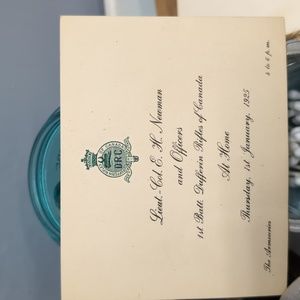 DRC
Lieut.-Col. E. H. Newman
and Officers
1st Batt. Dufferin Rifles of Canada
At Home
Thursday, 1st January, 1925
The Armouries
4 to 6 p.m.